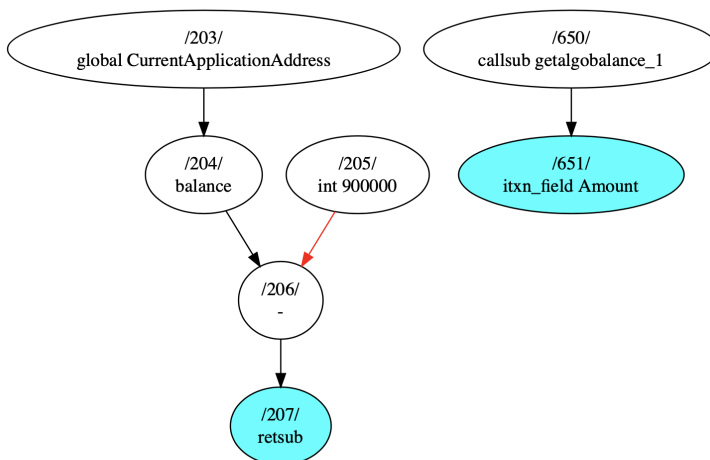 /203/
global CurrentApplicationAddress
/650/
callsub getalgobalance_1
/204/
balance
/205/
int 900000
/651/
itxn_field Amount
/206/
-
/207/
retsub